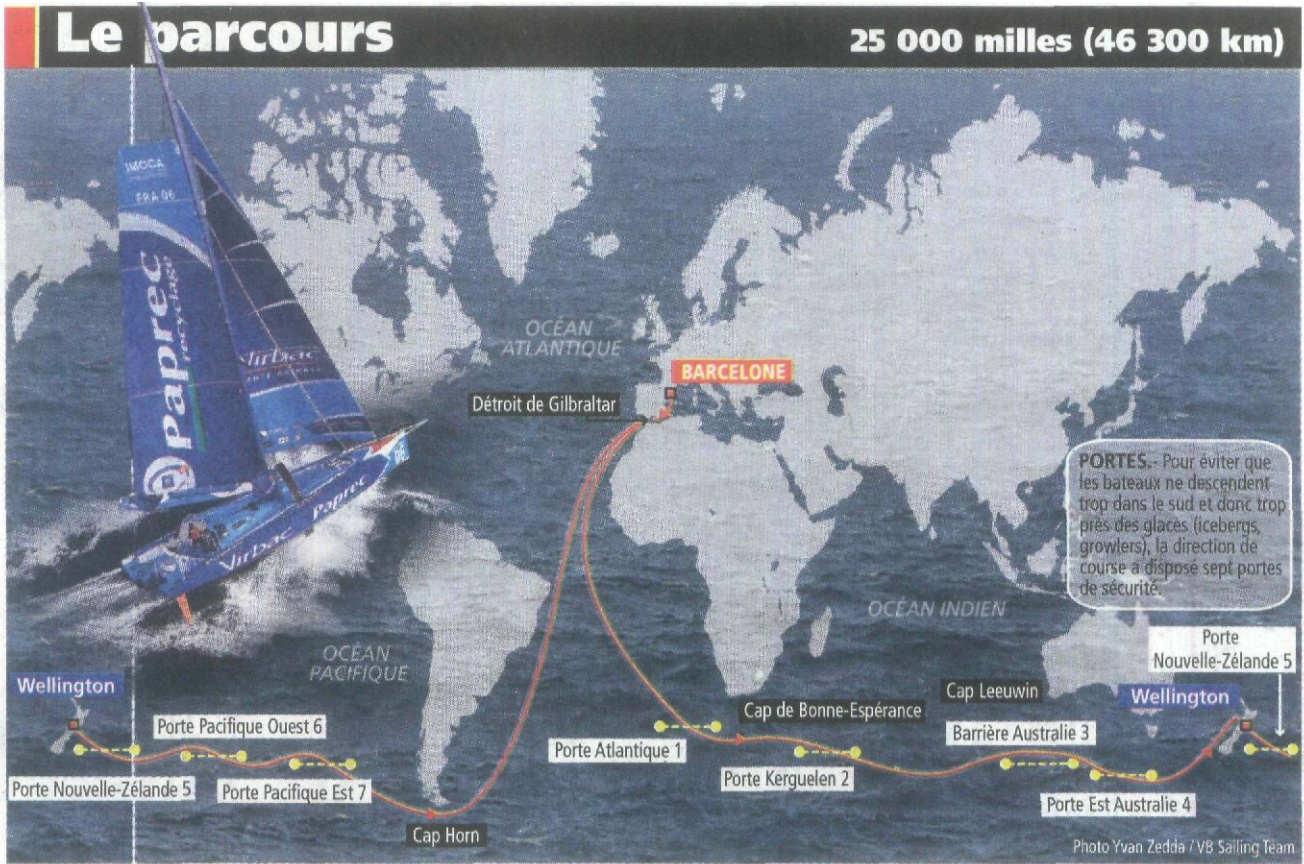 Le parcours
25 000 milles (46 300 km)
IMOCA
FRA 06
Paprec
recyclage
Virbac
Paprec
Virbac
OCÉAN
ATLANTIQUE
BARCELONE
Détroit de Gilbraltar
PORTES.- Pour éviter que
les bateaux ne descendent
trop dans le sud et donc trop
près des glaces (icebergs,
growlers), la direction de
course a disposé sept portes
de sécurité.
OCÉAN INDIEN
OCÉAN
PACIFIQUE
Porte
Nouvelle-Zélande 5
Wellington
Cap Leeuwin
Wellington
Porte Pacifique Ouest 6
Cap de Bonne-Espérance
Porte Atlantique 1
Barrière Australie 3
Porte Nouvelle-Zélande 5
Porte Pacifique Est 7
Porte Kerguelen 2
Porte Est Australie 4
Cap Horn
Photo Yvan Zedda / VB Sailing Team